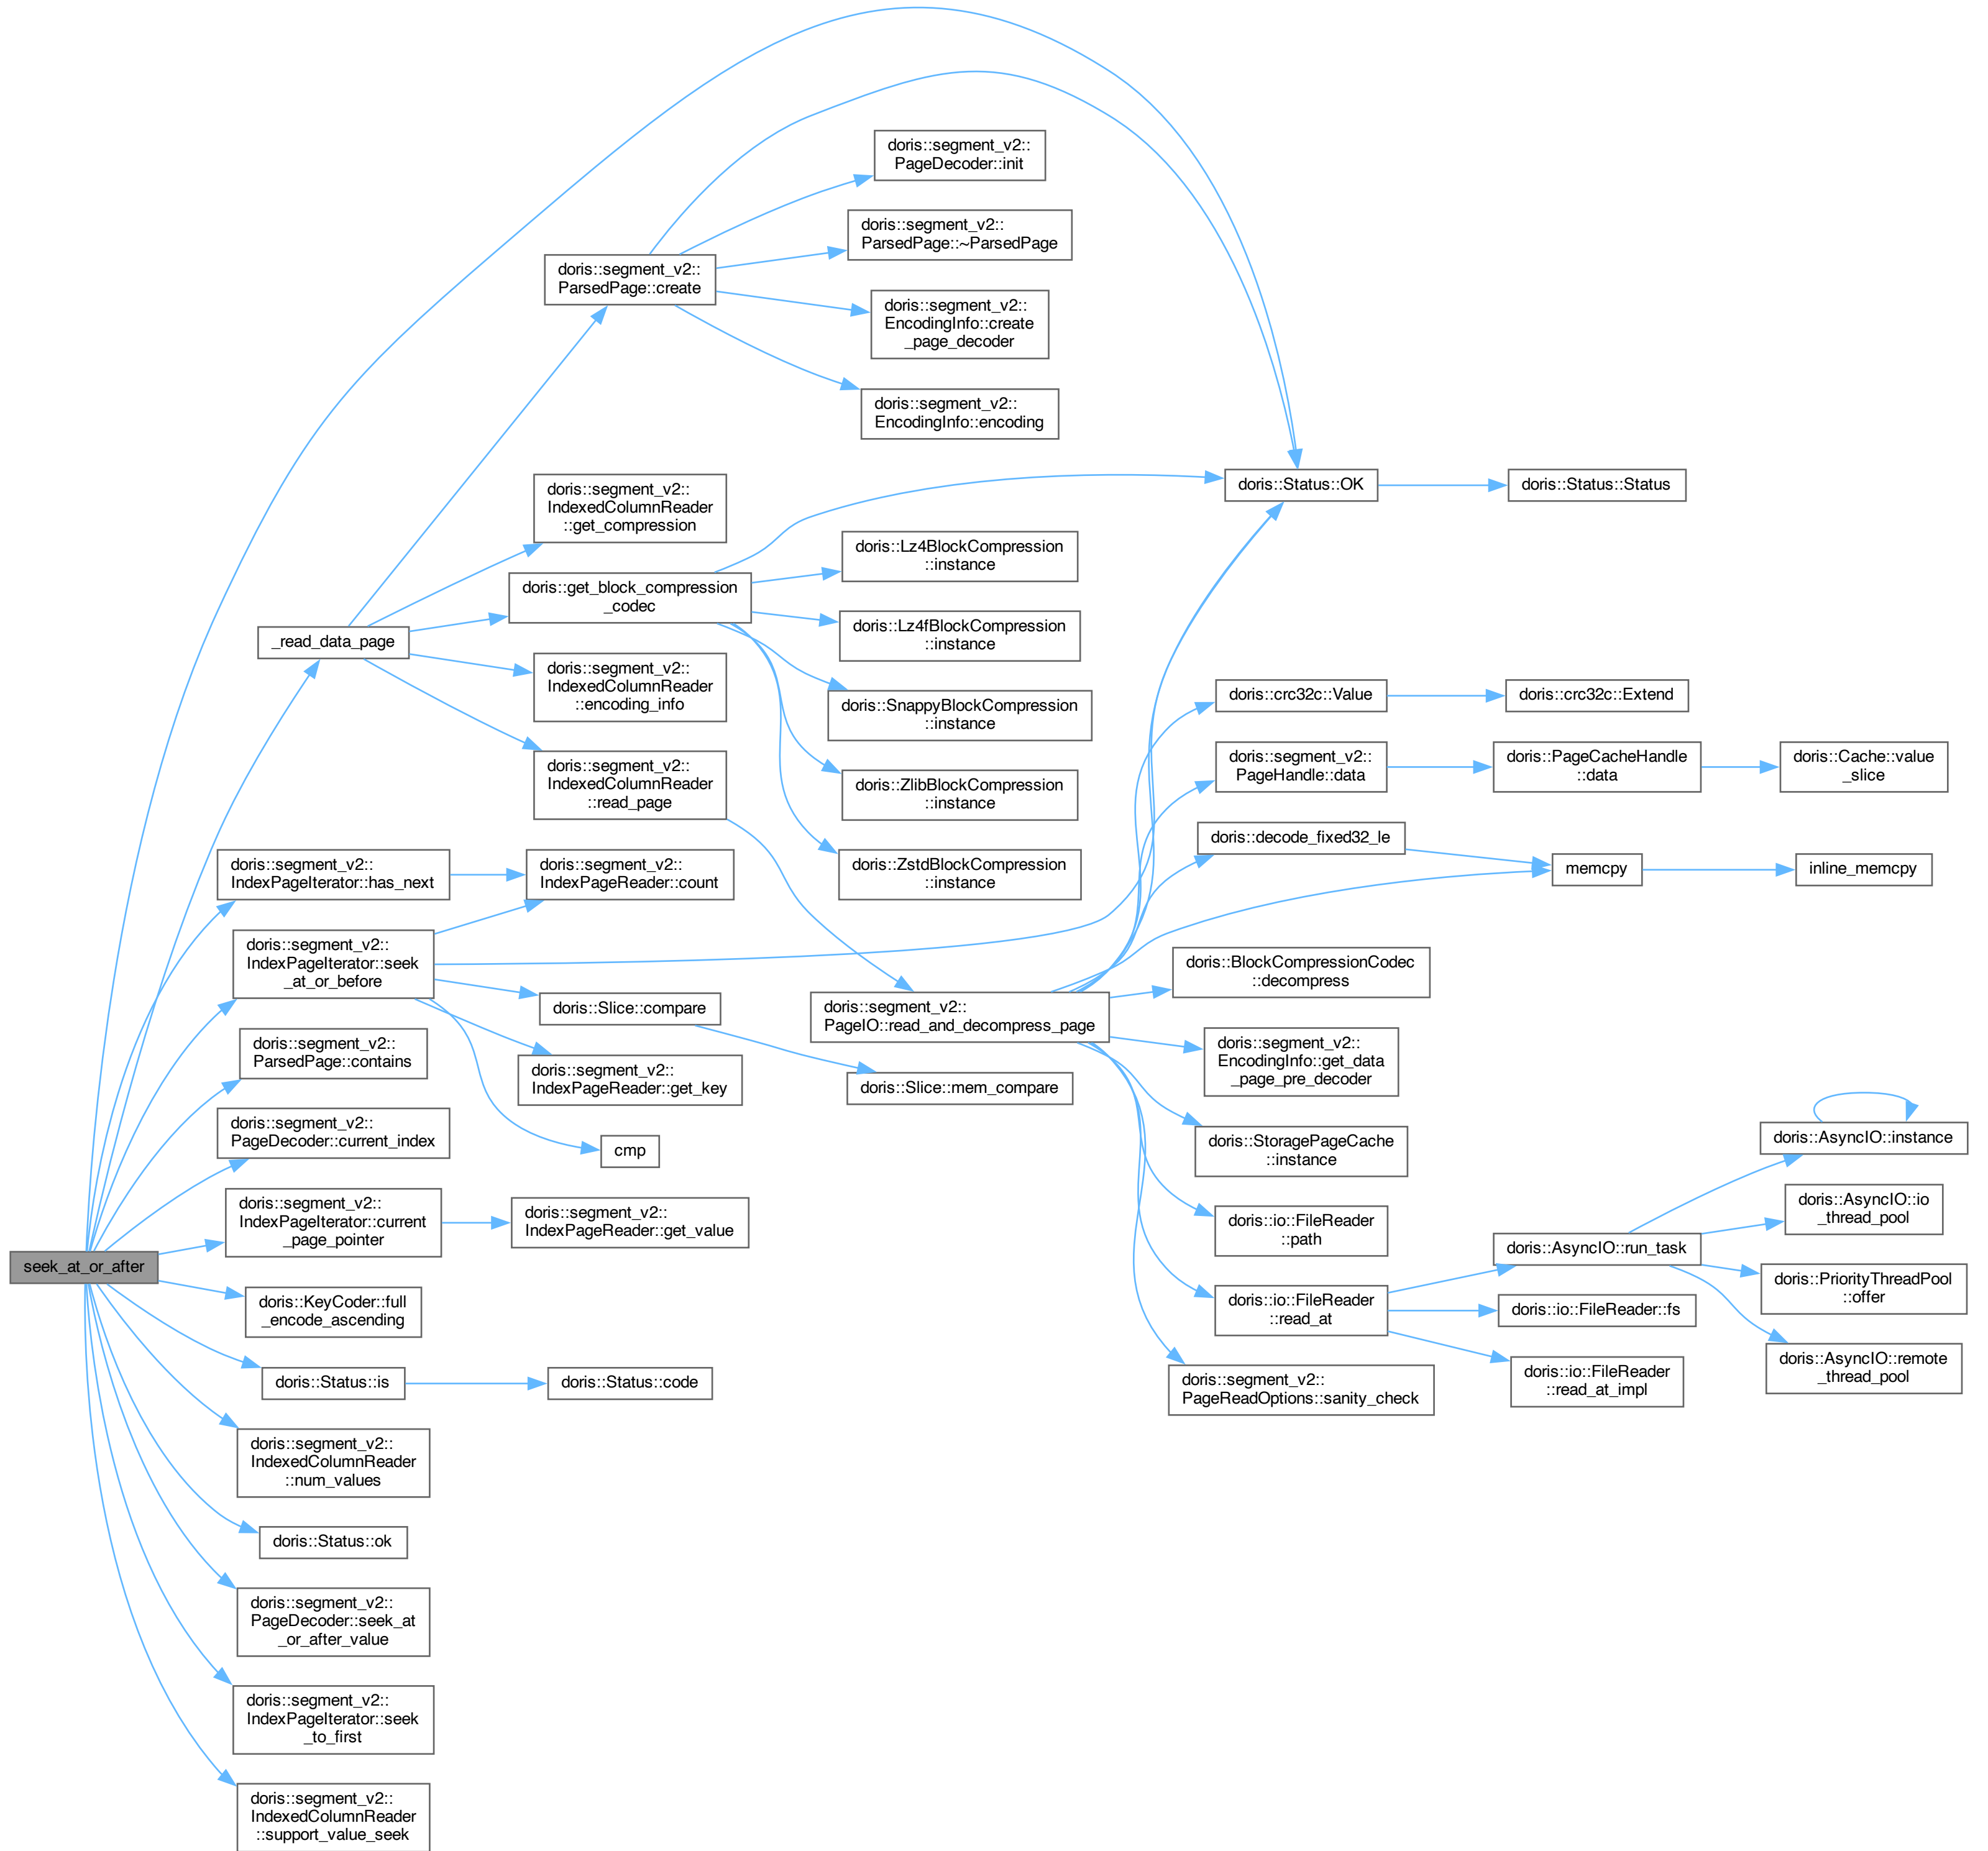 doris::segment_v2::
PageDecoder::init
doris::segment_v2::
ParsedPage::~ParsedPage
doris::segment_v2::
ParsedPage::create
doris::segment_v2::
EncodingInfo::create
_page_decoder
doris::segment_v2::
EncodingInfo::encoding
doris::segment_v2::
IndexedColumnReader
::get_compression
doris::Status::OK
doris::Status::Status
doris::Lz4BlockCompression
::instance
doris::get_block_compression
_codec
doris::Lz4fBlockCompression
::instance
_read_data_page
doris::segment_v2::
IndexedColumnReader
::encoding_info
doris::SnappyBlockCompression
::instance
doris::crc32c::Value
doris::crc32c::Extend
doris::segment_v2::
IndexedColumnReader
::read_page
doris::ZlibBlockCompression
::instance
doris::segment_v2::
PageHandle::data
doris::PageCacheHandle
::data
doris::Cache::value
_slice
doris::segment_v2::
IndexPageIterator::has_next
doris::segment_v2::
IndexPageReader::count
doris::ZstdBlockCompression
::instance
doris::decode_fixed32_le
memcpy
inline_memcpy
doris::segment_v2::
IndexPageIterator::seek
_at_or_before
doris::Slice::compare
doris::segment_v2::
PageIO::read_and_decompress_page
doris::BlockCompressionCodec
::decompress
doris::segment_v2::
ParsedPage::contains
doris::segment_v2::
IndexPageReader::get_key
doris::Slice::mem_compare
doris::segment_v2::
EncodingInfo::get_data
_page_pre_decoder
doris::segment_v2::
PageDecoder::current_index
cmp
doris::StoragePageCache
::instance
doris::AsyncIO::instance
doris::segment_v2::
IndexPageIterator::current
_page_pointer
doris::segment_v2::
IndexPageReader::get_value
doris::io::FileReader
::path
doris::AsyncIO::io
_thread_pool
seek_at_or_after
doris::AsyncIO::run_task
doris::KeyCoder::full
_encode_ascending
doris::io::FileReader
::read_at
doris::io::FileReader::fs
doris::PriorityThreadPool
::offer
doris::Status::is
doris::Status::code
doris::segment_v2::
PageReadOptions::sanity_check
doris::io::FileReader
::read_at_impl
doris::AsyncIO::remote
_thread_pool
doris::segment_v2::
IndexedColumnReader
::num_values
doris::Status::ok
doris::segment_v2::
PageDecoder::seek_at
_or_after_value
doris::segment_v2::
IndexPageIterator::seek
_to_first
doris::segment_v2::
IndexedColumnReader
::support_value_seek